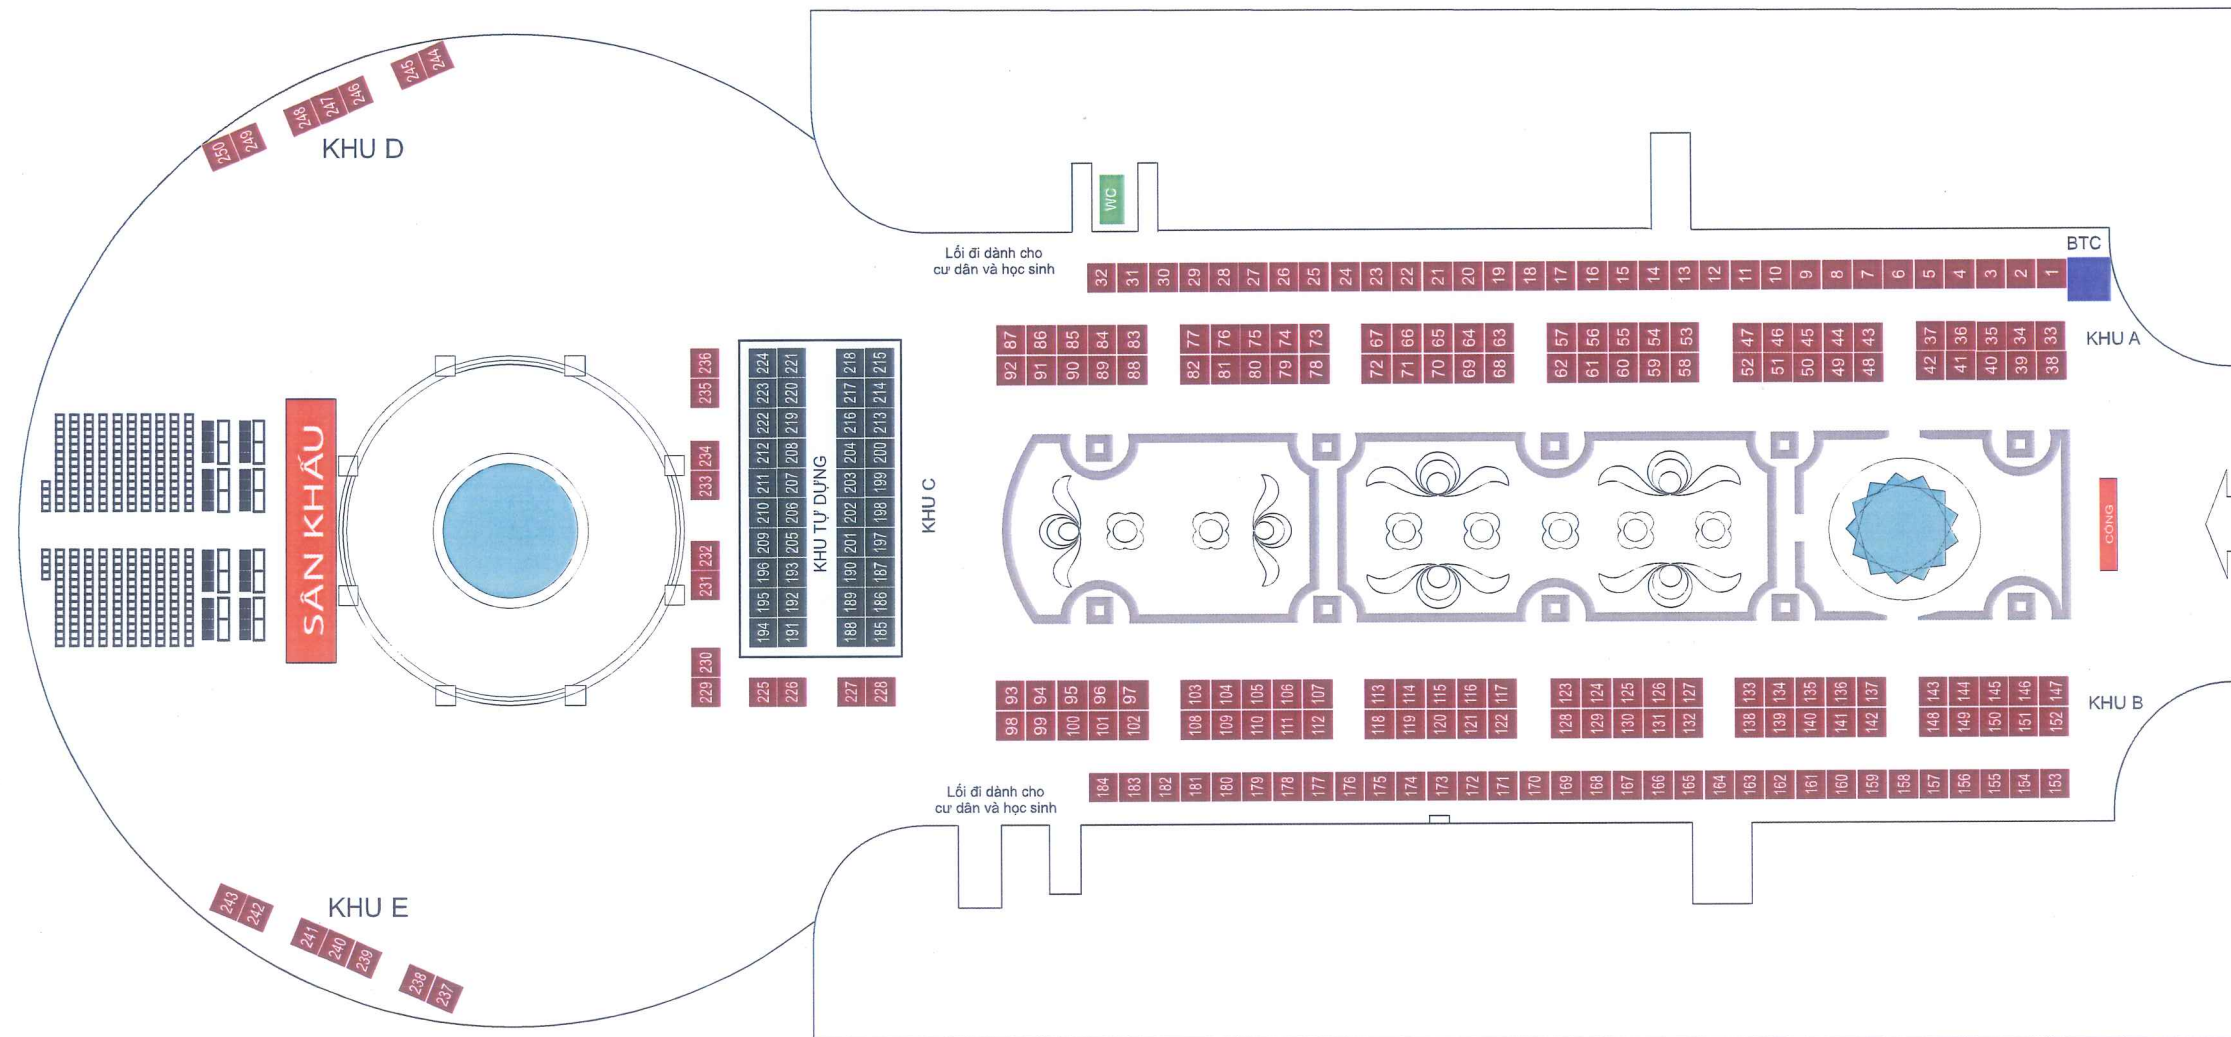 244
245
246
247
248
249
250
KHU D
WC
Lối đi dành cho
cư dân và học sinh
BTC
32 31 30 29 28 27 26 25 24 23 22 21 20 19 18 17 16 15 14 13 12 11 10 9 8 7 6 5 4 3 2 1
87 86 85 84 83 77 76 75 74 73 67 66 65 64 63 57 56 55 54 53 47 46 45 44 43 37 36 35 34 33
92 91 90 89 88 82 81 80 79 78 72 71 70 69 68 62 61 60 59 58 52 51 50 49 48 42 41 40 39 38
KHU A
236
235
234
233
232
231
230
229
224 221 218 215
223 220 217 214
222 219 216 213
212 208 204 200
211 207 203 199
210 206 202 198
209 205 201 197
196 193 190 187
195 192 189 186
194 191 188 185
KHU TỰ DỰNG
225 226 227 228
KHU C
SÂN KHẤU
CỔNG
93 94 95 96 97 103 104 105 106 107 113 114 115 116 117 123 124 125 126 127 133 134 135 136 137 143 144 145 146 147
98 99 100 101 102 108 109 110 111 112 118 119 120 121 122 128 129 130 131 132 138 139 140 141 142 148 149 150 151 152
KHU B
184 183 182 181 180 179 178 177 176 175 174 173 172 171 170 169 168 167 166 165 164 163 162 161 160 159 158 157 156 155 154 153
Lối đi dành cho
cư dân và học sinh
KHU E
243
242
241
240
239
238
237